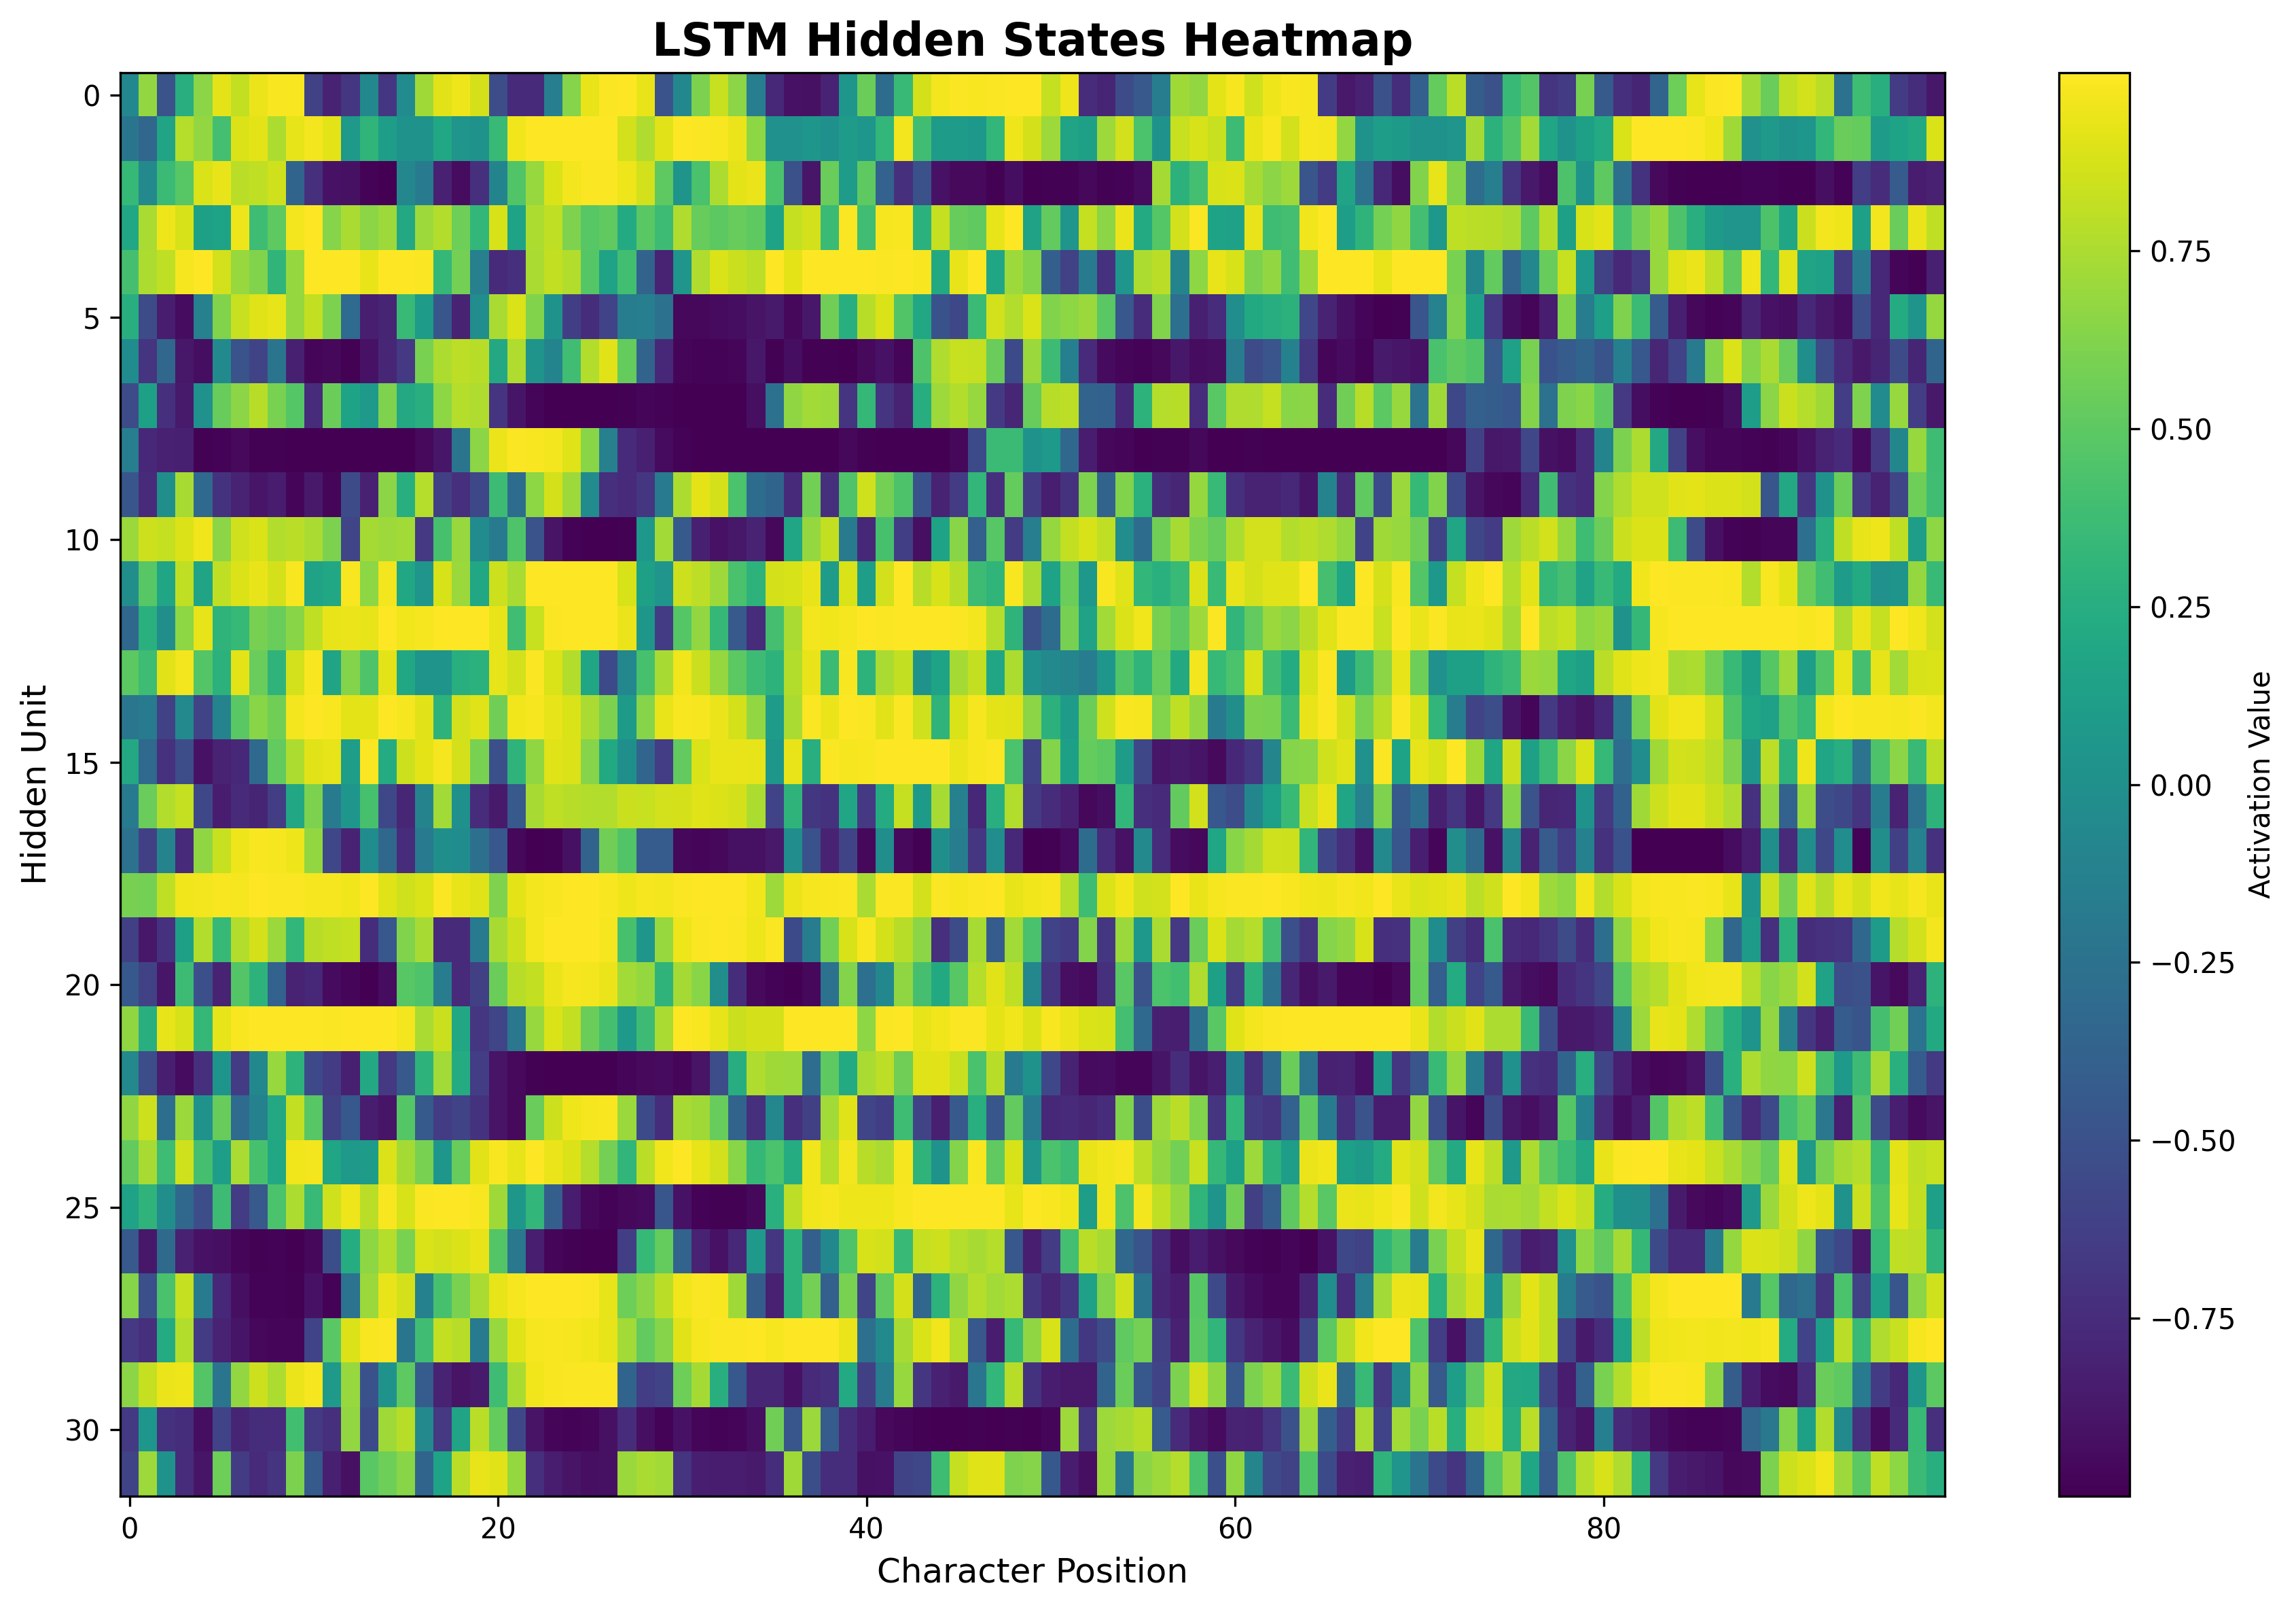 LSTM Hidden States Heatmap
0
5
10
15
20
25
30
Hidden Unit
0 20 40 60 80
Character Position
0.75
0.50
0.25
0.00
−0.25
−0.50
−0.75
Activation Value